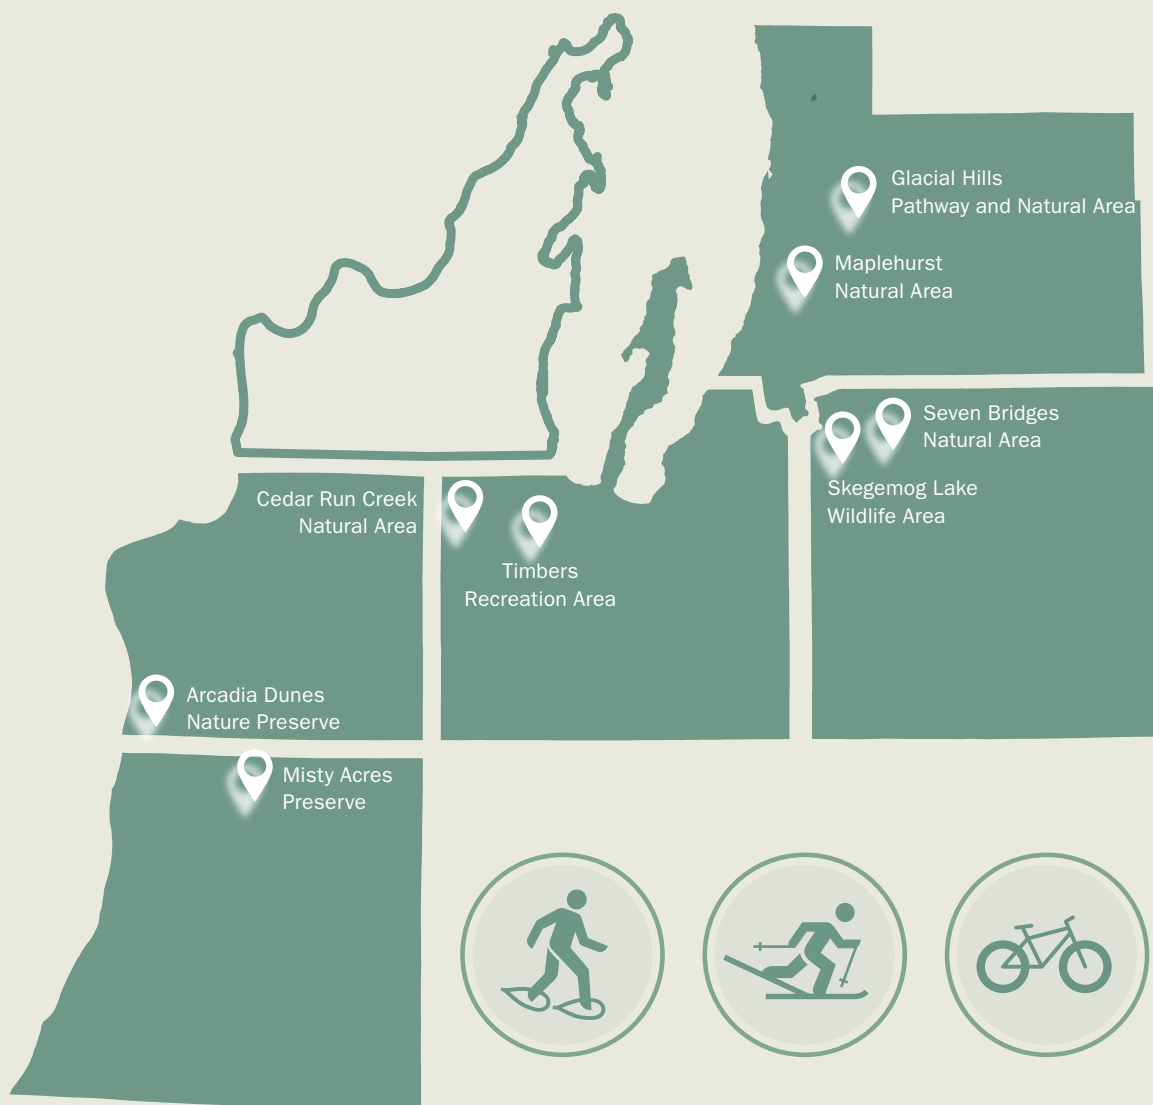 Glacial Hills
Pathway and Natural Area
Maplehurst
Natural Area
Seven Bridges
Natural Area
Skegemog Lake
Wildlife Area
Cedar Run Creek
Natural Area
Timbers
Recreation Area
Arcadia Dunes
Nature Preserve
Misty Acres
Preserve